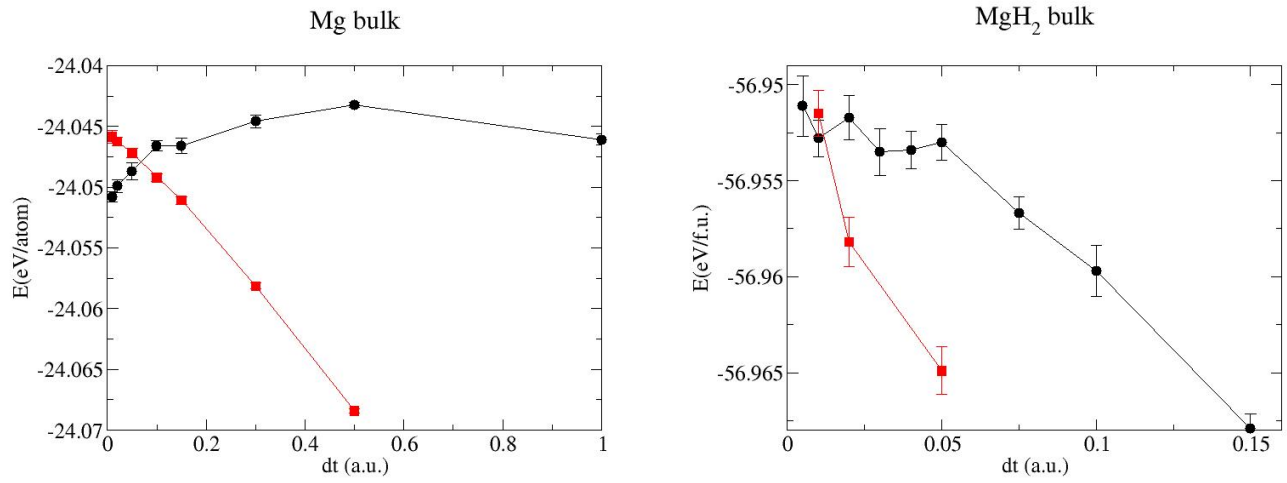 Mg bulk
E(eV/atom)
-24.04
-24.045
-24.05
-24.055
-24.06
-24.065
-24.07
0 0.2 0.4 0.6 0.8 1
dt (a.u.)
MgH2 bulk
E(eV/f.u.)
-56.95
-56.955
-56.96
-56.965
0 0.05 0.1 0.15
dt (a.u.)